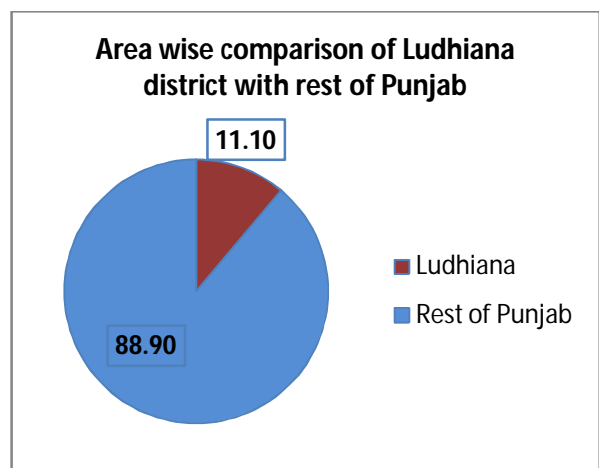 Area wise comparison of Ludhiana
district with rest of Punjab
11.10
Ludhiana
Rest of Punjab
88.90